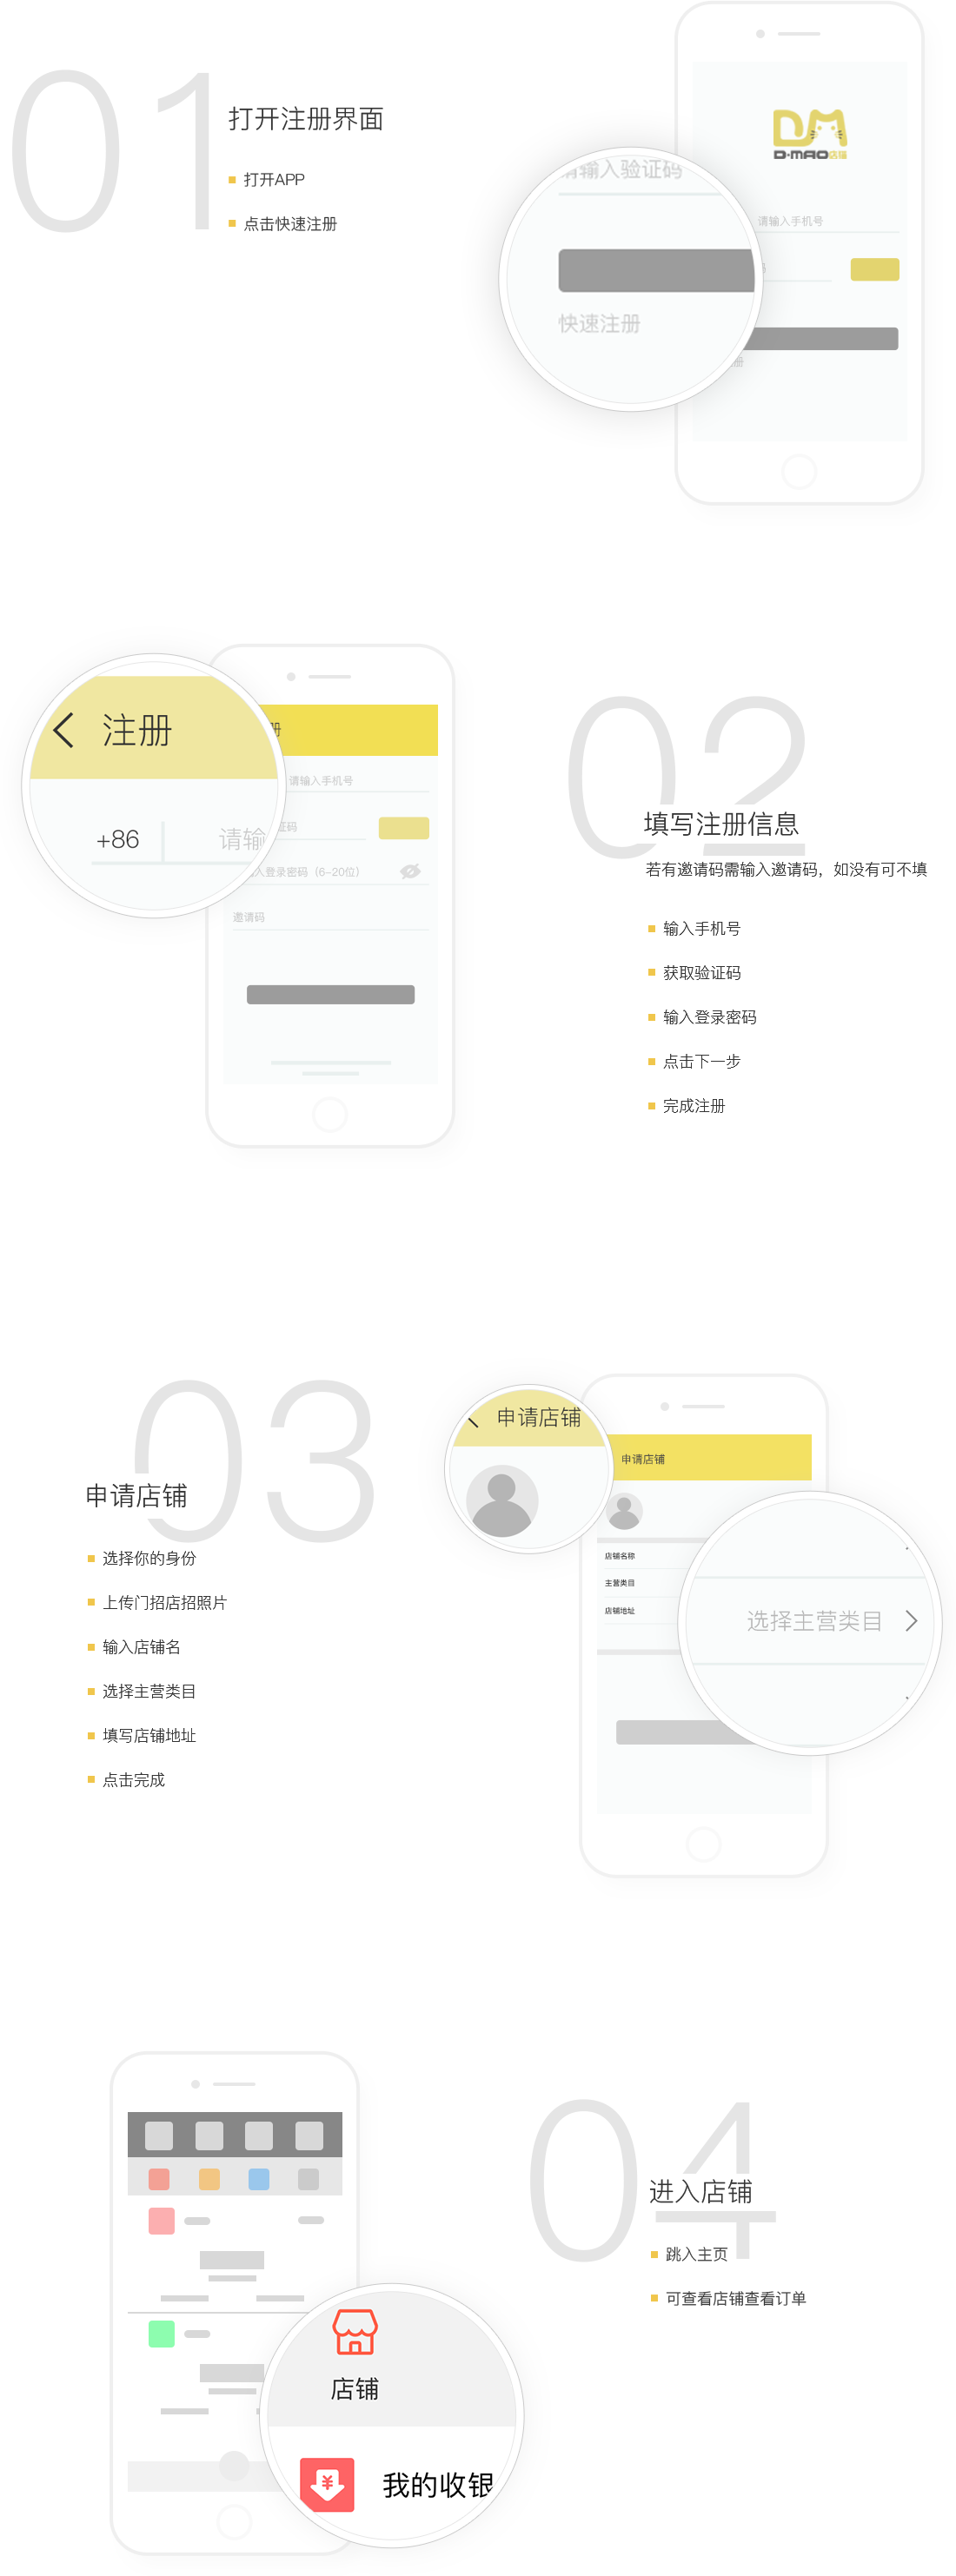 01
打开注册界面
打开APP
点击快速注册
D-MAO店铺
请输入验证码
快速注册
请输入手机号
码
册
注册
+86
请输
册
请输入手机号
证码
入登录密码（6-20位）
邀请码
02
填写注册信息
若有邀请码需输入邀请码，如没有可不填
输入手机号
获取验证码
输入登录密码
点击下一步
完成注册
03
申请店铺
选择你的身份
上传门招店招照片
输入店铺名
选择主营类目
填写店铺地址
点击完成
申请店铺
申请店铺
店铺名称
主营类目
店铺地址
选择主营类目
04
进入店铺
跳入主页
可查看店铺查看订单
店铺
¥
我的收银